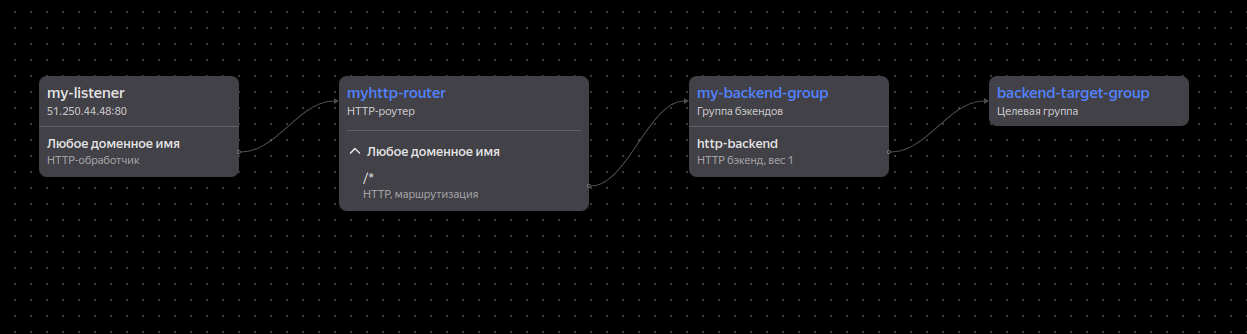 my-listener
51.250.44.48:80
Любое доменное имя
HTTP-обработчик
myhttp-router
HTTP-роутер
Любое доменное имя
/*
HTTP, маршрутизация
my-backend-group
Группа бэкендов
http-backend
HTTP бэкенд, вес 1
backend-target-group
Целевая группа